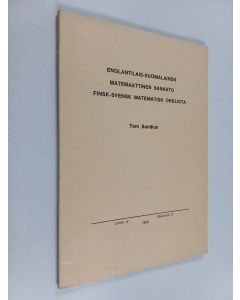 ENGLANTILAIS-SUOMALAINEN
MATEMAATTINEN SANASTO
FINSK-SVENSK MATEMATISK ORDLISTA
Tom Sundius